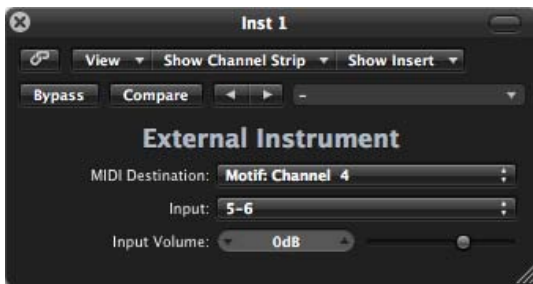 Inst 1
View Show Channel Strip Show Insert
Bypass Compare -
External Instrument
MIDI Destination: Motif: Channel 4
Input: 5-6
Input Volume: 0dB